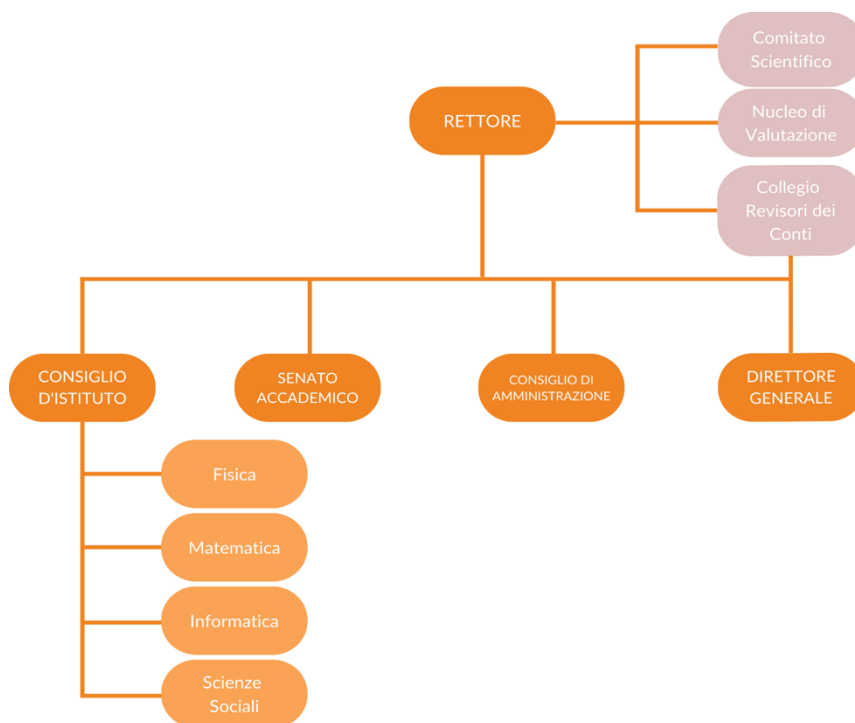 Comitato
Scientifico
RETTORE
Nucleo di
Valutazione
Collegio
Revisori dei
Conti
CONSIGLIO
D'ISTITUTO
SENATO
ACCADEMICO
CONSIGLIO DI
AMMINISTRAZIONE
DIRETTORE
GENERALE
Fisica
Matematica
Informatica
Scienze
Sociali